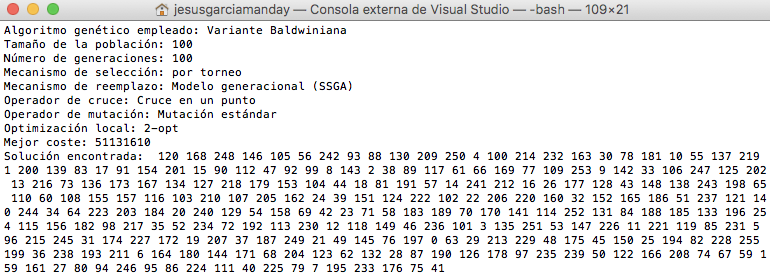 jesusgarciamanday — Consola externa de Visual Studio — -bash — 109×21
Algoritmo genético empleado: Variante Baldwiniana
Tamaño de la población: 100
Número de generaciones: 100
Mecanismo de selección: por torneo
Mecanismo de reemplazo: Modelo generacional (SSGA)
Operador de cruce: Cruce en un punto
Operador de mutación: Mutación estándar
Optimización local: 2-opt
Mejor coste: 51131610
Solución encontrada:  120 168 248 146 105 56 242 93 88 130 209 250 4 100 214 232 163 30 78 181 10 55 137 219
1 200 139 83 17 91 154 201 15 90 112 47 92 99 8 143 2 38 89 117 61 66 169 77 109 253 9 142 33 106 247 125 202
13 216 73 136 173 167 134 127 218 179 153 104 44 18 81 191 57 14 241 212 16 26 177 128 43 148 138 243 198 65
110 60 108 155 157 116 103 210 107 205 162 24 39 151 124 222 102 22 206 220 160 32 152 165 186 51 237 121 14
0 244 34 64 223 203 184 20 240 129 54 158 69 42 23 71 58 183 189 70 170 141 114 252 131 84 188 185 133 196 25
4 115 156 182 98 217 35 52 234 72 192 113 230 12 118 149 46 236 101 3 135 251 53 147 226 11 221 119 85 231 5
96 215 245 31 174 227 172 19 207 37 187 249 21 49 145 76 197 0 63 29 213 229 48 175 45 150 25 194 82 228 255
199 36 238 193 211 6 164 180 144 171 68 204 123 62 132 28 87 190 126 178 97 235 239 50 122 166 208 74 67 59 1
59 161 27 80 94 246 95 86 224 111 40 225 79 7 195 233 176 75 41